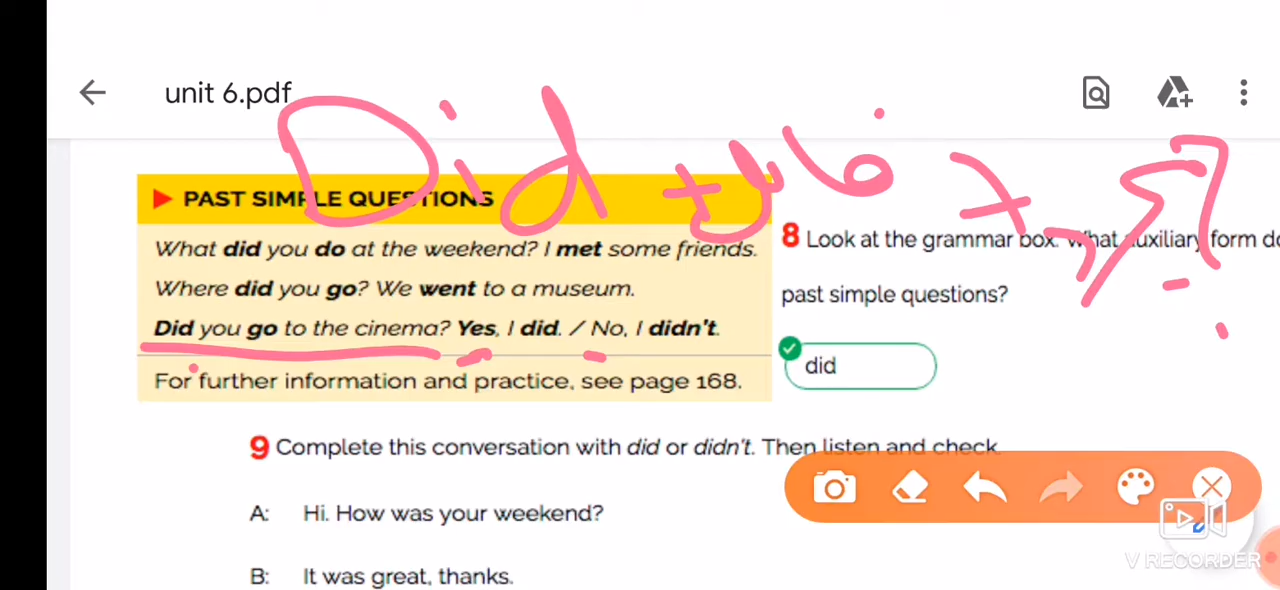 unit 6.pdf
Did +
PAST SIMPLE QUESTIONS
What did you do at the weekend? I met some friends.
Where did you go? We went to a museum.
Did you go to the cinema? Yes, I did. / No, I didn't.
For further information and practice, see page 168.
8 Look at the grammar box. What auxiliary form do
past simple questions?
did
9 Complete this conversation with did or didn't. Then listen and check.
A: Hi. How was your weekend?
B: It was great, thanks.
V RECORDER